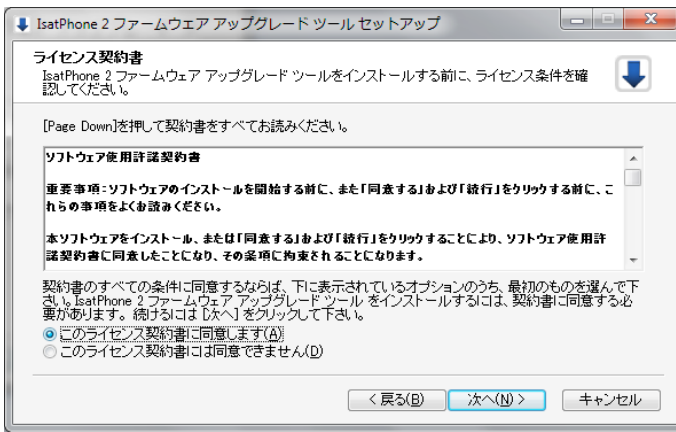 IsatPhone 2 ファームウェア アップグレード ツール セットアップ
ライセンス契約書
IsatPhone 2 ファームウェア アップグレード ツールをインストールする前に、ライセンス条件を確
認してください。
[Page Down]を押して契約書をすべてお読みください。
ソフトウェア使用許諾契約書
重要事項:ソフトウェアのインストールを開始する前に、また「同意する」および「続行」をクリックする前に、こ
れらの事項をよくお読みください。
本ソフトウェアをインストール、または「同意する」および「続行」をクリックすることにより、ソフトウェア使用許
諾契約書に同意したことになり、その条項に拘束されることになります。
契約書のすべての条件に同意するならば、下に表示されているオプションのうち、最初のものを選んで下
さい。IsatPhone 2 ファームウェア アップグレード ツール をインストールするには、契約書に同意する必
要があります。続けるには [次へ] をクリックして下さい。
このライセンス契約書に同意します(A)
このライセンス契約書には同意できません(D)
< 戻る(B) 次へ(N) > キャンセル